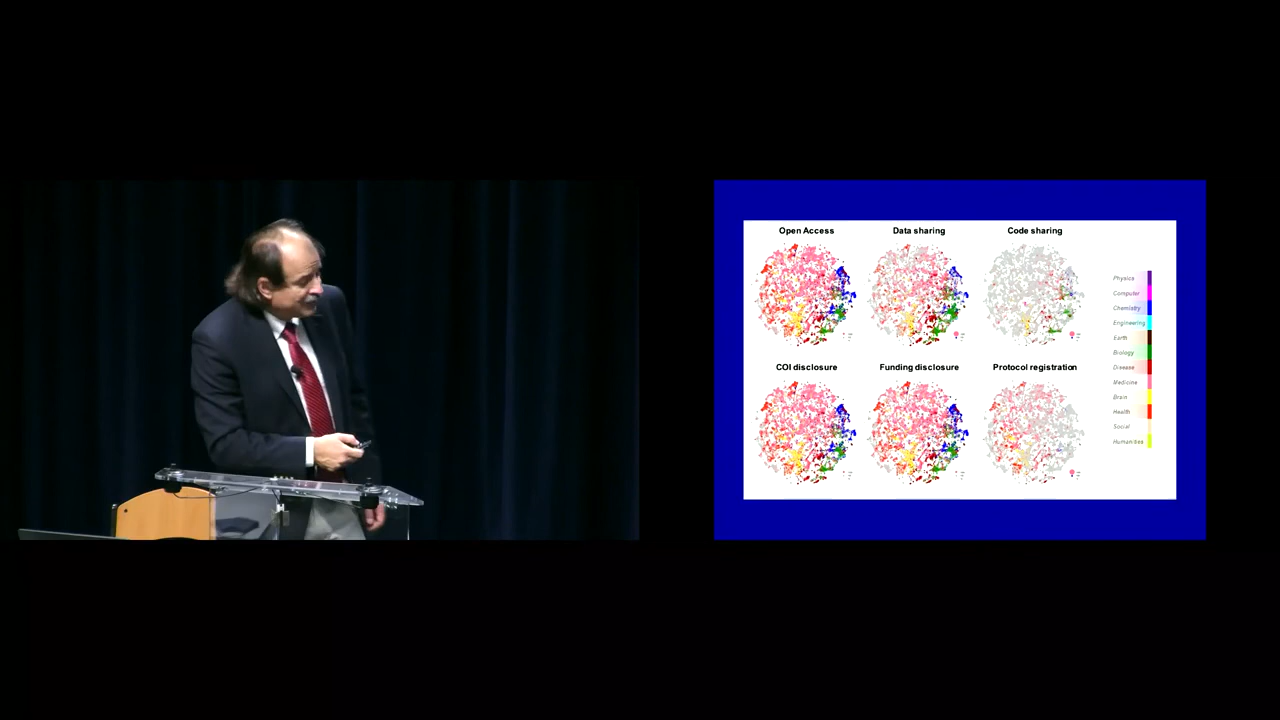 Open Access
Data sharing
Code sharing
COI disclosure
Funding disclosure
Protocol registration
Physics
Computer
Chemistry
Engineering
Earth
Biology
Disease
Medicine
Brain
Health
Social
Humanities